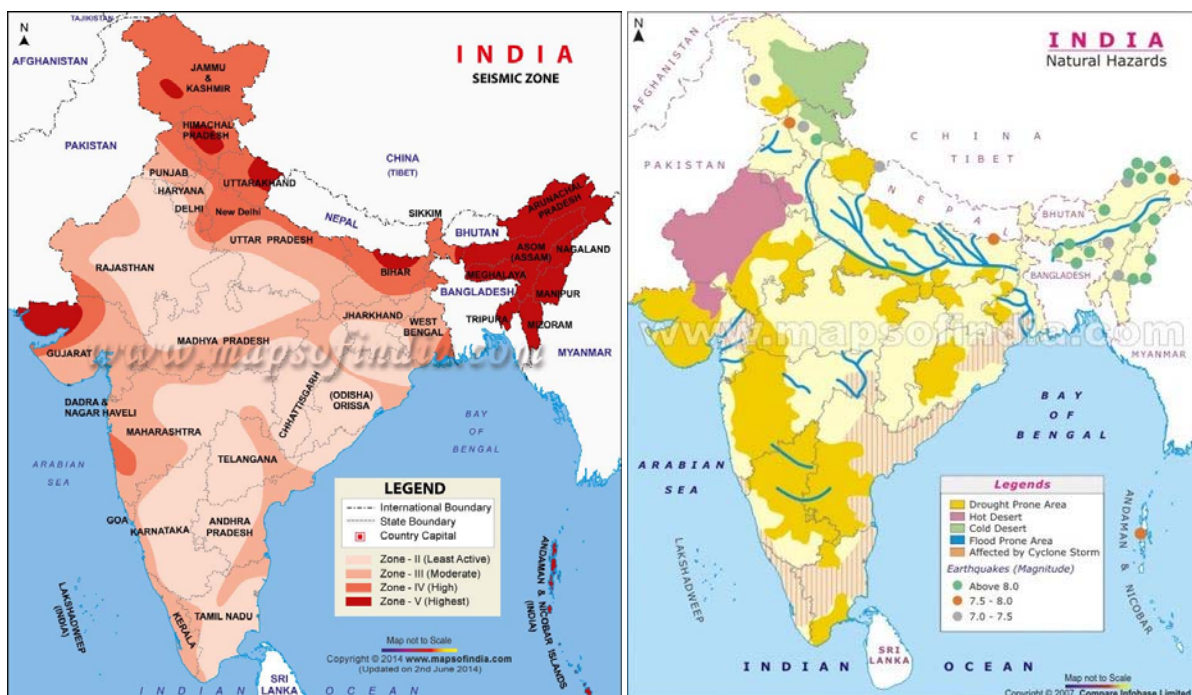 TAJIKISTAN
N
INDIA
SEISMIC ZONE
AFGHANISTAN
JAMMU
&
KASHMIR
HIMACHAL
PRADESH
PAKISTAN
CHINA
(TIBET)
PUNJAB
UTTARAKHAND
HARYANA
DELHI
New Delhi
NEPAL
SIKKIM
BHUTAN
ARUNACHAL
PRADESH
UTTAR PRADESH
ASOM
(ASSAM)
NAGALAND
RAJASTHAN
BIHAR
MEGHALAYA
BANGLADESH
MANIPUR
JHARKHAND
TRIPURA
MIZORAM
WEST
BENGAL
GUJARAT
MADHYA PRADESH
www.mapsofindia.com
MYANMAR
CHHATTISGARH
(ODISHA)
ORISSA
DADRA &
NAGAR HAVELI
MAHARASHTRA
BAY
OF
BENGAL
TELANGANA
ARABIAN
SEA
GOA
KARNATAKA
ANDHRA
PRADESH
LEGEND
International Boundary
State Boundary
Country Capital
Zone - II (Least Active)
Zone - III (Moderate)
Zone - IV (High)
Zone - V (Highest)
ANDAMAN & NICOBAR ISLANDS
(INDIA)
LAKSHADWEEP
(INDIA)
KERALA
TAMIL NADU
Map not to Scale
Copyright © 2014 www.mapsofindia.com
(Updated on 2nd June 2014)
SRI
LANKA
INDIAN OCEAN
N
INDIA
Natural Hazards
AFGHANISTAN
CHINA
TIBET
PAKISTAN
NEPAL
BHUTAN
BANGLADESH
www.mapsofindia.com
MYANMAR
BAY
OF
BENGAL
ARABIAN
SEA
Legends
Drought Prone Area
Hot Desert
Cold Desert
Flood Prone Area
Affected by Cyclone Storm
Earthquakes (Magnitude)
Above 8.0
7.5 - 8.0
7.0 - 7.5
ANDAMAN & NICOBAR
LAKSHADWEEP
SRI
LANKA
INDIAN OCEAN
Map not to Scale
Copyright © 2007, Compare Infobase Limited